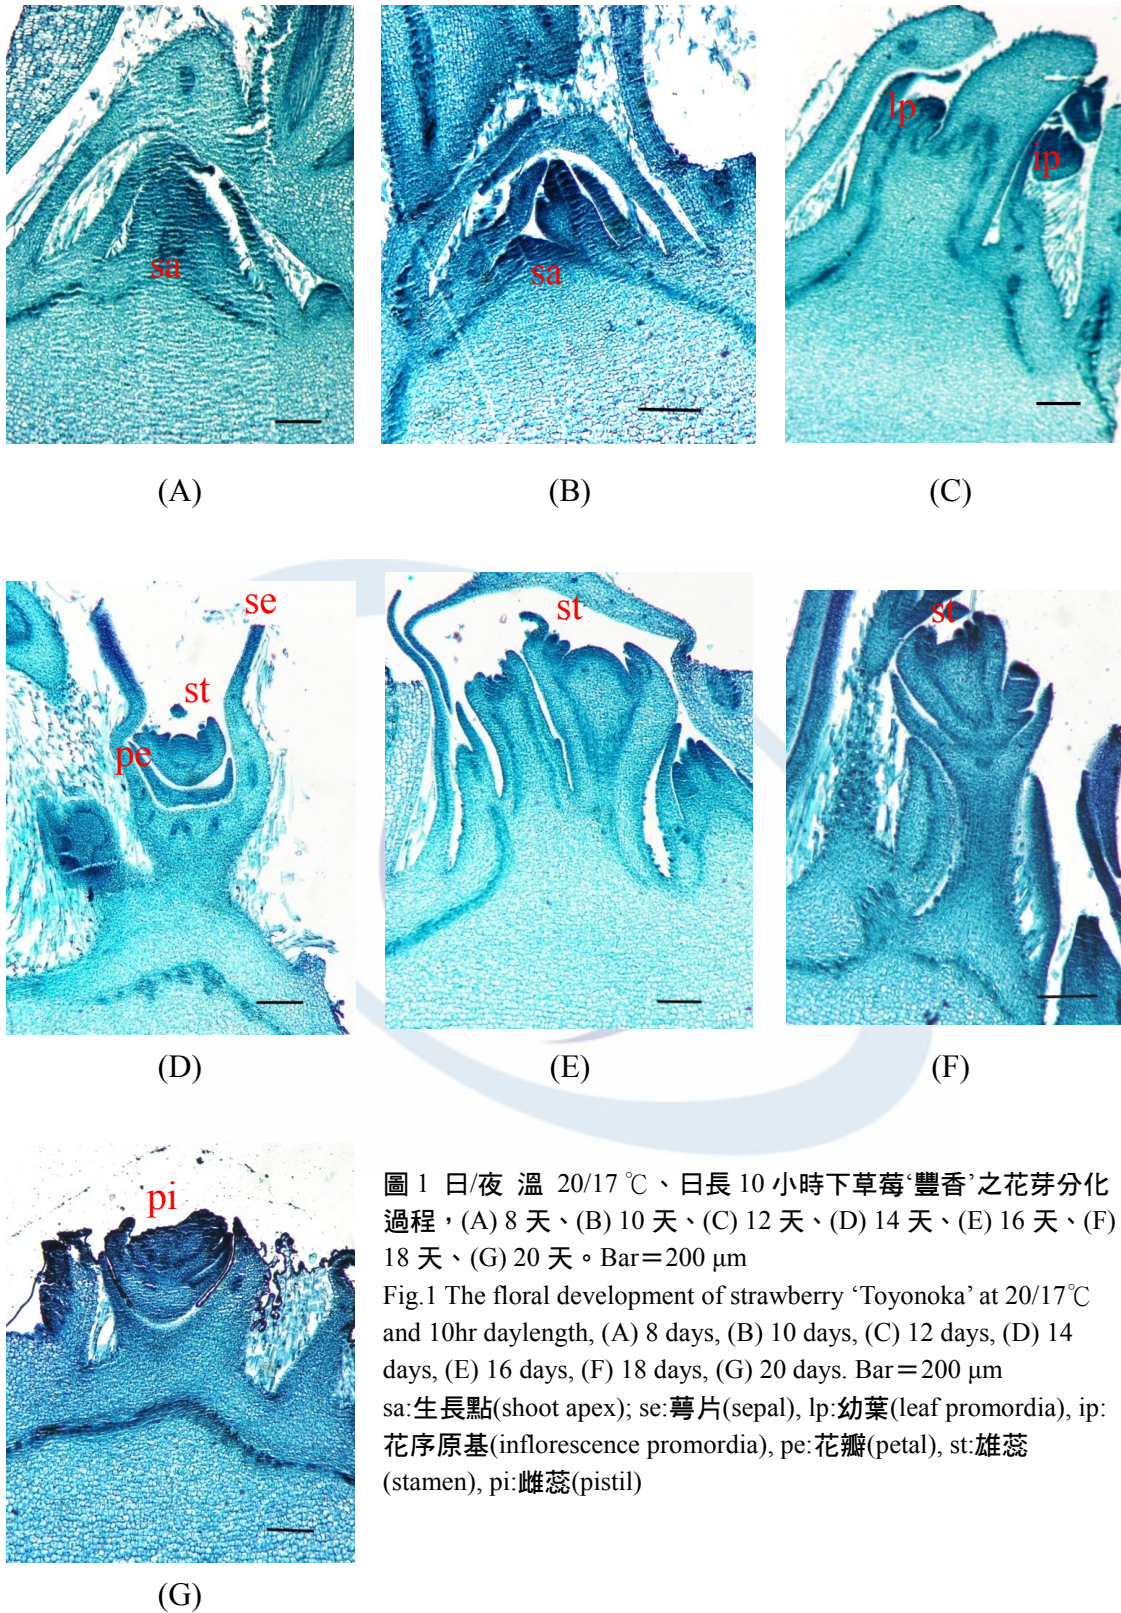 sa
sa
lp
ip
(A)
(B)
(C)
se
st
pe
st
st
(D)
(E)
(F)
pi
(G)
圖 1 日/夜 溫 20/17 ℃、日長 10 小時下草莓‘豐香’之花芽分化
過程，(A) 8 天、(B) 10 天、(C) 12 天、(D) 14 天、(E) 16 天、(F)
18 天、(G) 20 天。Bar＝200 μm
Fig.1 The floral development of strawberry ‘Toyonoka’ at 20/17℃
and 10hr daylength, (A) 8 days, (B) 10 days, (C) 12 days, (D) 14
days, (E) 16 days, (F) 18 days, (G) 20 days. Bar＝200 μm
sa:生長點(shoot apex); se:萼片(sepal), lp:幼葉(leaf promordia), ip:
花序原基(inflorescence promordia), pe:花瓣(petal), st:雄蕊
(stamen), pi:雌蕊(pistil)